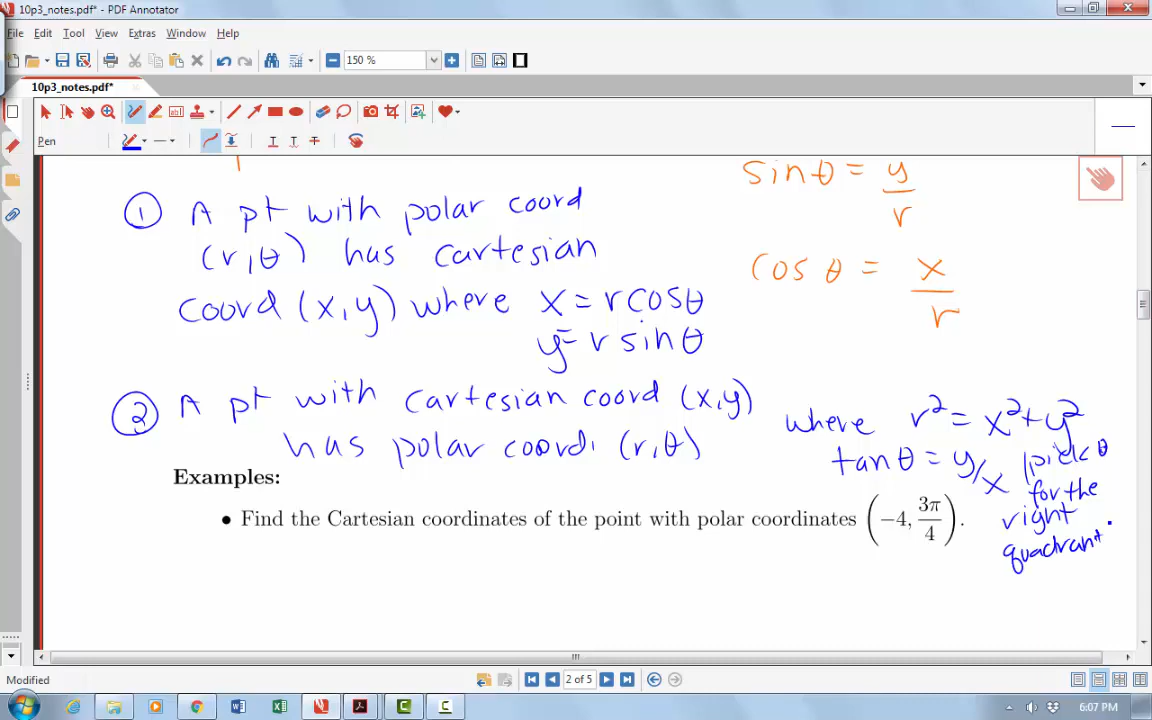 10p3_notes.pdf* - PDF Annotator
File Edit Tool View Extras Window Help
150 %
10p3_notes.pdf*
Pen
sin θ = y/r
① A pt with polar coord
(r, θ) has Cartesian
cos θ = x/r
coord (x, y) where x = r cos θ
y = r sin θ
② A pt with Cartesian coord (x, y)
where r² = x² + y²
has polar coord. (r, θ)
tan θ = y/x pick θ
for the
right
quadrant.
Examples:
• Find the Cartesian coordinates of the point with polar coordinates (−4, 3π/4).
2 of 5
Modified
6:07 PM